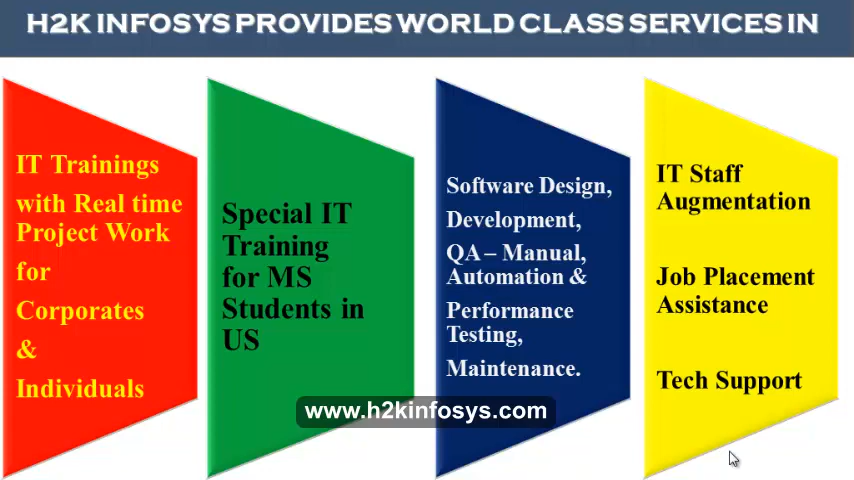 H2K INFOSYS PROVIDES WORLD CLASS SERVICES IN
IT Trainings
with Real time
Project Work
for
Corporates
&
Individuals
Special IT
Training
for MS
Students in
US
Software Design,
Development,
QA – Manual,
Automation &
Performance
Testing,
Maintenance.
IT Staff
Augmentation
Job Placement
Assistance
Tech Support
www.h2kinfosys.com